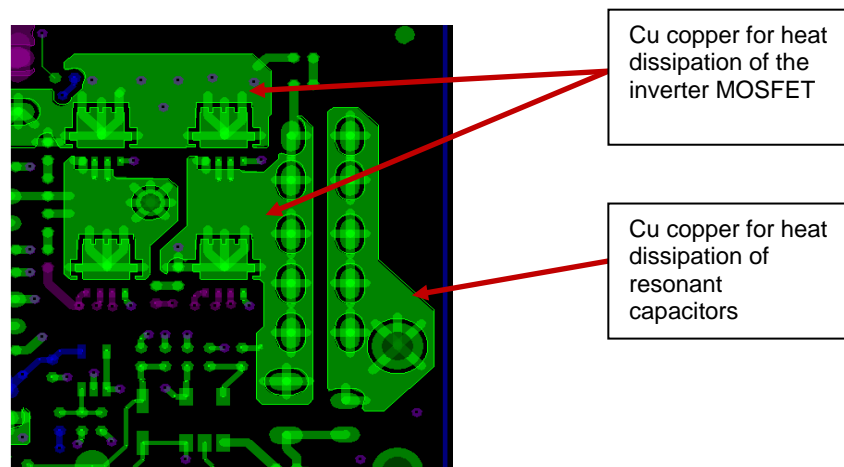 Cu copper for heat
dissipation of the
inverter MOSFET
Cu copper for heat
dissipation of
resonant
capacitors